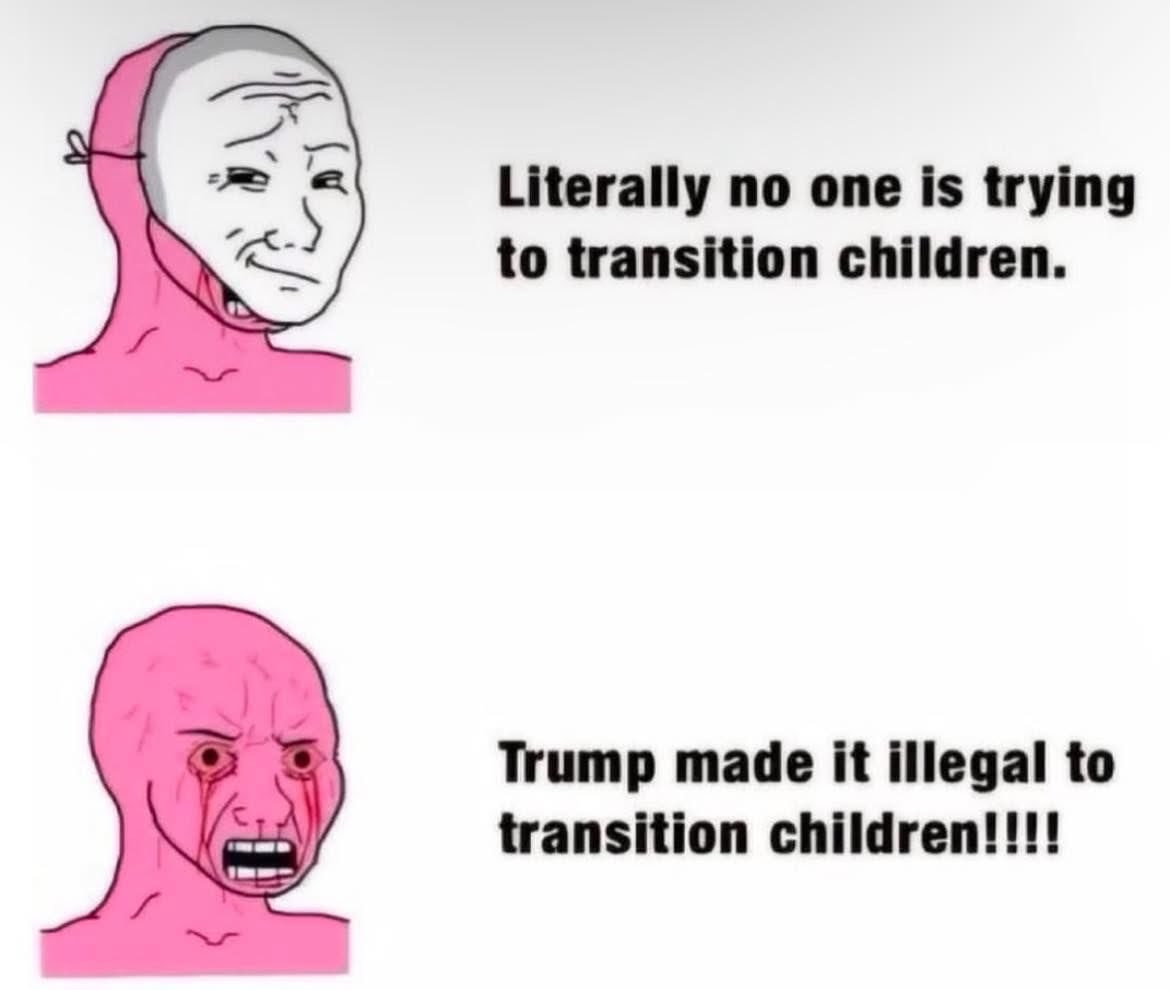 Literally no one is trying
to transition children.
Trump made it illegal to
transition children!!!!